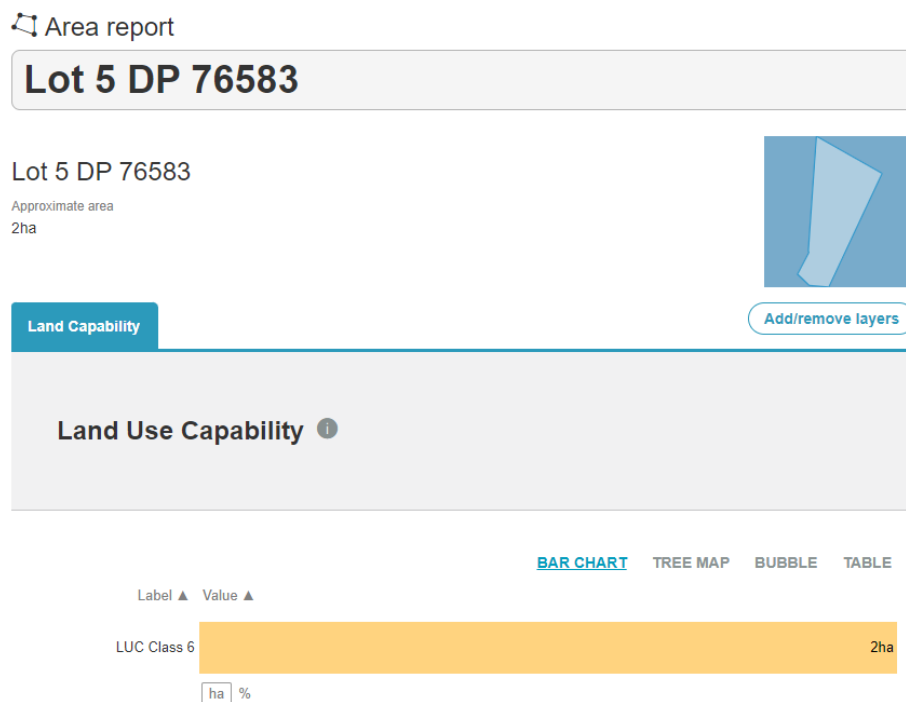 Area report
Lot 5 DP 76583
Lot 5 DP 76583
Approximate area
2ha
Land Capability
Add/remove layers
Land Use Capability i
BAR CHART TREE MAP BUBBLE TABLE
Label ▲ Value ▲
LUC Class 6 2ha
ha %